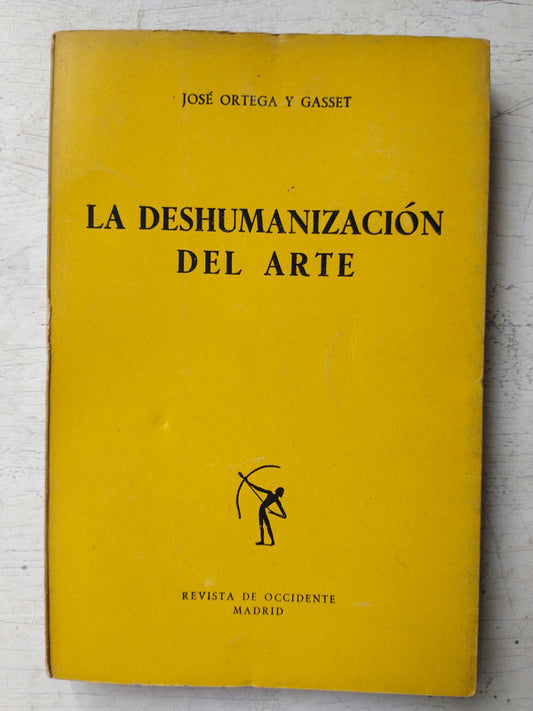 JOSÉ ORTEGA Y GASSET
LA DESHUMANIZACIÓN
DEL ARTE
REVISTA DE OCCIDENTE
MADRID